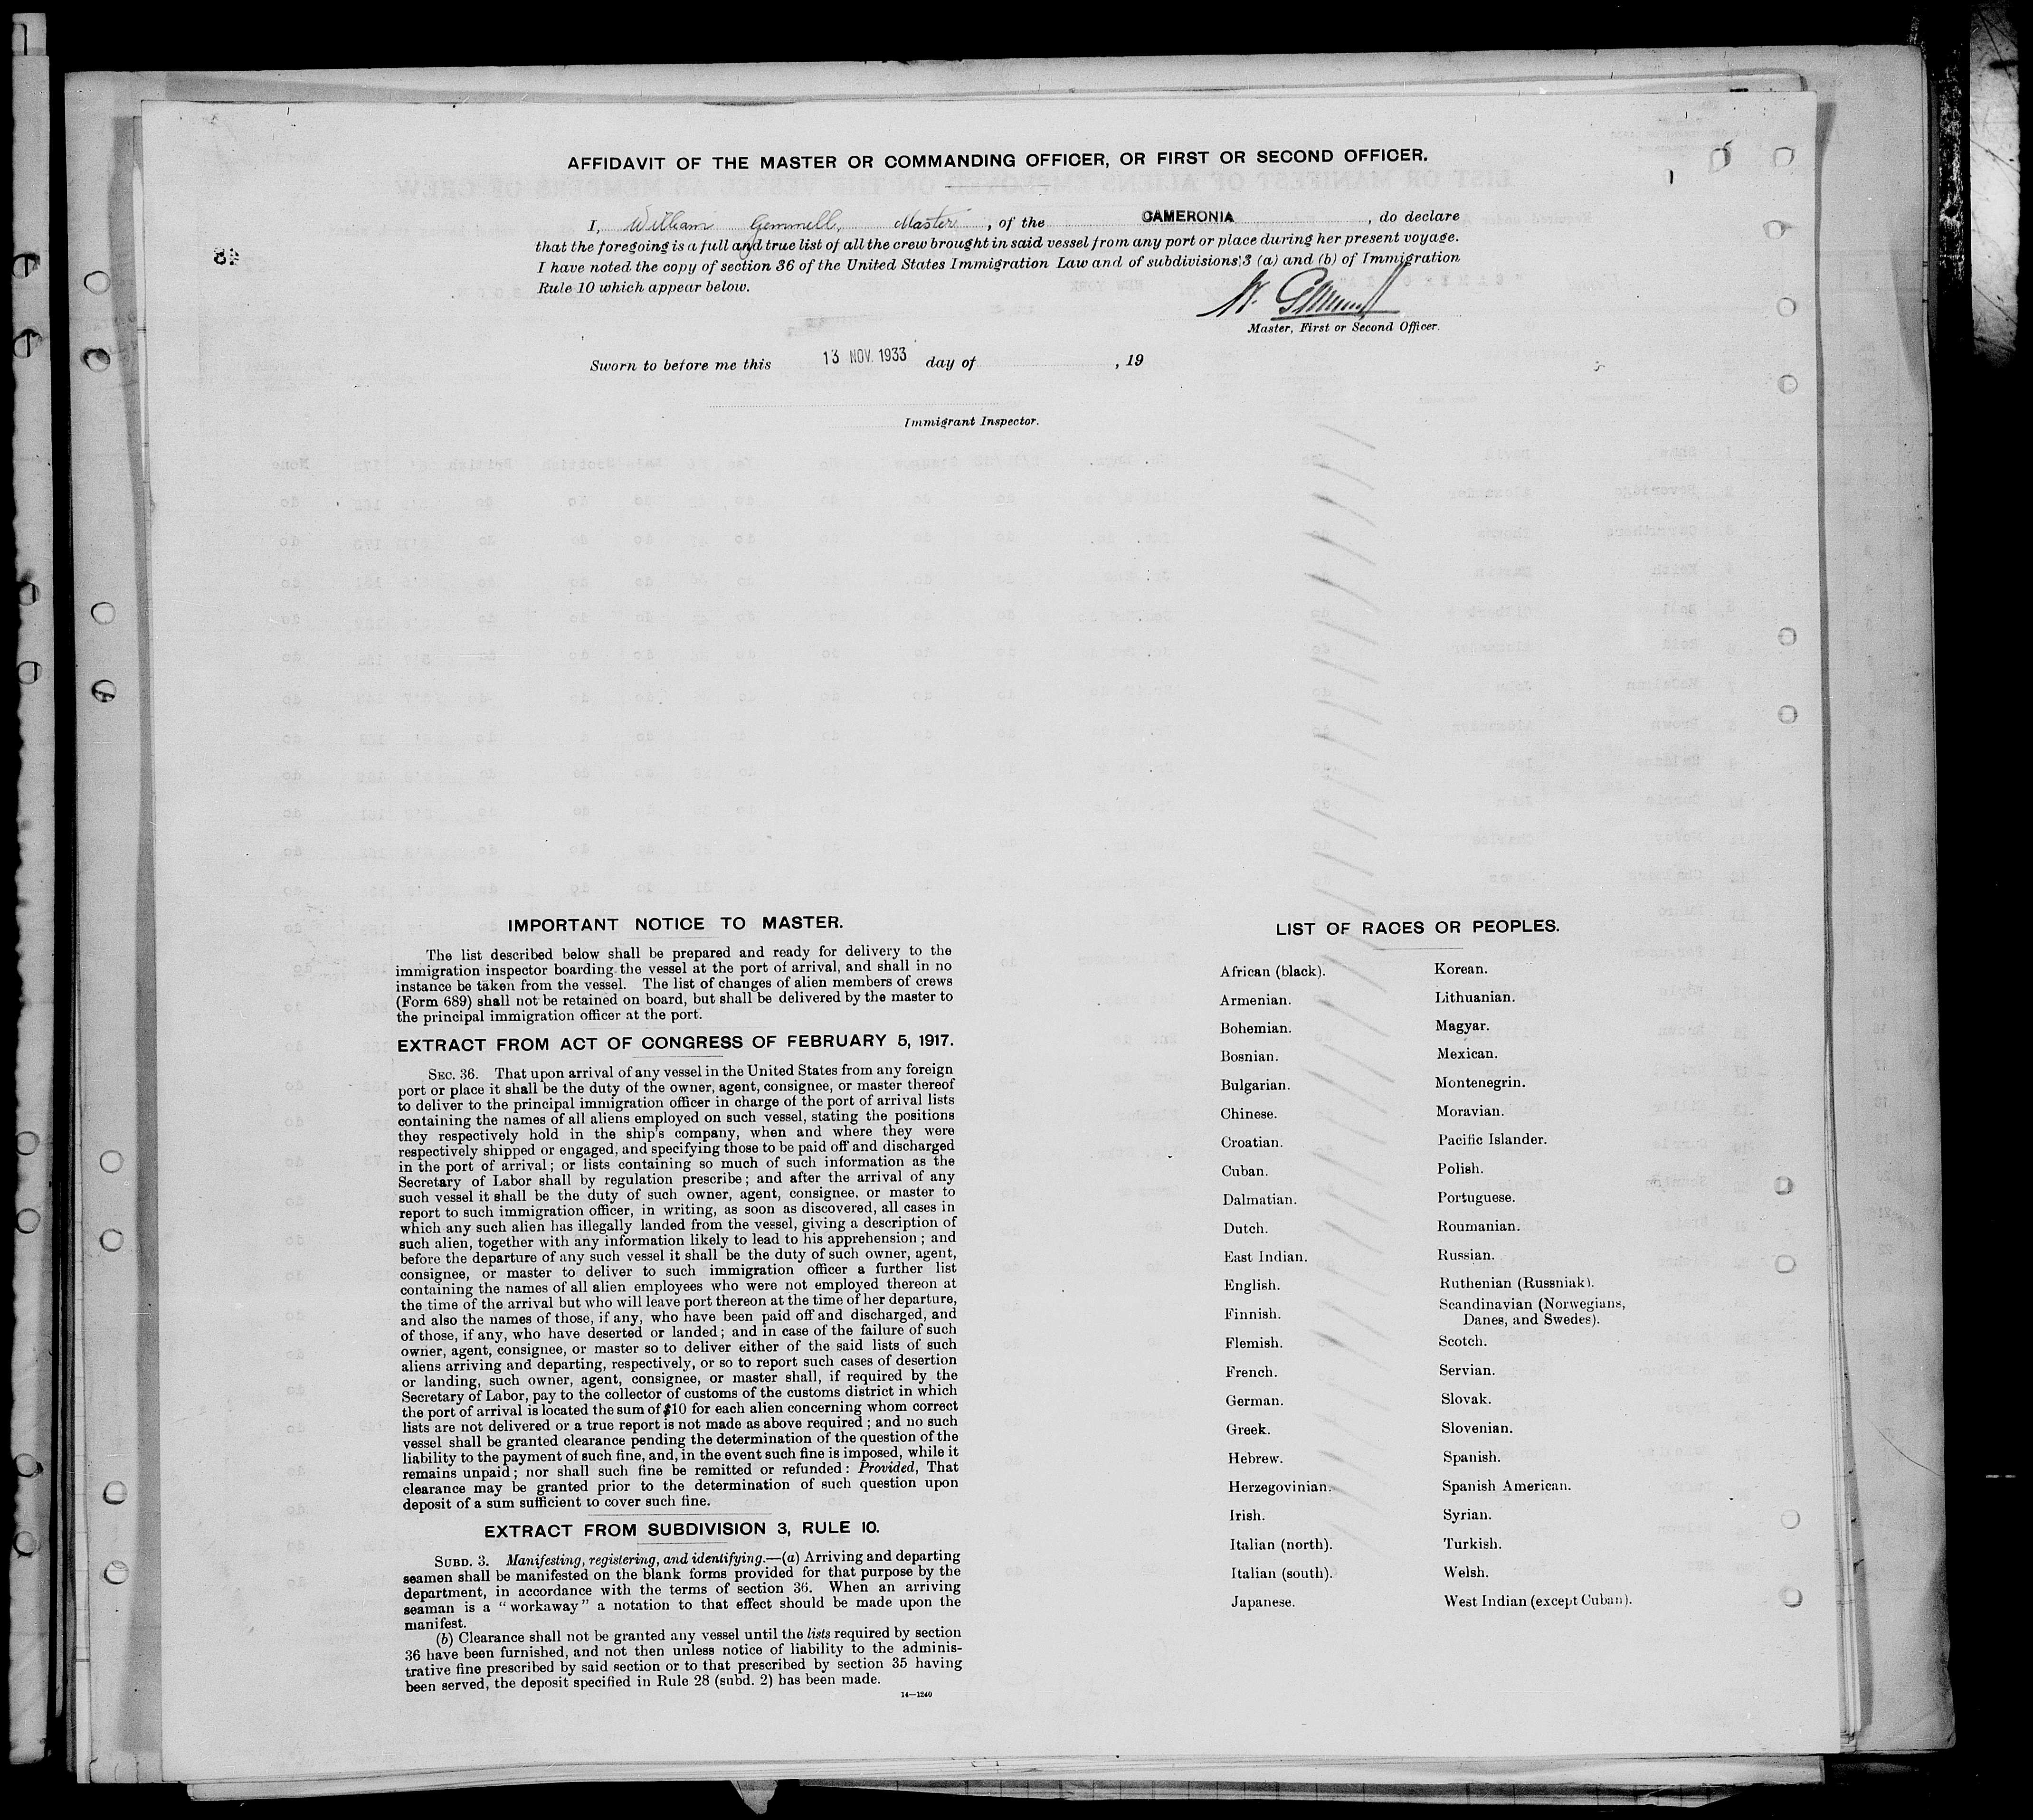 AFFIDAVIT OF THE MASTER OR COMMANDING OFFICER, OR FIRST OR SECOND OFFICER.
I, William Gemmell, Master, of the CAMERONIA, do declare
that the foregoing is a full and true list of all the crew brought in said vessel from any port or place during her present voyage.
I have noted the copy of section 36 of the United States Immigration Law and of subdivisions 3 (a) and (b) of Immigration
Rule 10 which appear below.
W. Gemmell
Master, First or Second Officer.
Sworn to before me this 13 NOV. 1933 day of , 19
Immigrant Inspector.
IMPORTANT NOTICE TO MASTER.
The list described below shall be prepared and ready for delivery to the
immigration inspector boarding the vessel at the port of arrival, and shall in no
instance be taken from the vessel. The list of changes of alien members of crews
(Form 689) shall not be retained on board, but shall be delivered by the master to
the principal immigration officer at the port.
EXTRACT FROM ACT OF CONGRESS OF FEBRUARY 5, 1917.
SEC. 36. That upon arrival of any vessel in the United States from any foreign
port or place it shall be the duty of the owner, agent, consignee, or master thereof
to deliver to the principal immigration officer in charge of the port of arrival lists
containing the names of all aliens employed on such vessel, stating the positions
they respectively hold in the ship's company, when and where they were
respectively shipped or engaged, and specifying those to be paid off and discharged
in the port of arrival; or lists containing so much of such information as the
Secretary of Labor shall by regulation prescribe; and after the arrival of any
such vessel it shall be the duty of such owner, agent, consignee, or master to
report to such immigration officer, in writing, as soon as discovered, all cases in
which any such alien has illegally landed from the vessel, giving a description of
such alien, together with any information likely to lead to his apprehension; and
before the departure of any such vessel it shall be the duty of such owner, agent,
consignee, or master to deliver to such immigration officer a further list
containing the names of all alien employees who were not employed thereon at
the time of the arrival but who will leave port thereon at the time of her departure,
and also the names of those, if any, who have been paid off and discharged, and
of those, if any, who have deserted or landed; and in case of the failure of such
owner, agent, consignee, or master so to deliver either of the said lists of such
aliens arriving and departing, respectively, or so to report such cases of desertion
or landing, such owner, agent, consignee, or master shall, if required by the
Secretary of Labor, pay to the collector of customs of the customs district in which
the port of arrival is located the sum of $10 for each alien concerning whom correct
lists are not delivered or a true report is not made as above required; and no such
vessel shall be granted clearance pending the determination of the question of the
liability to the payment of such fine, and, in the event such fine is imposed, while it
remains unpaid; nor shall such fine be remitted or refunded: Provided, That
clearance may be granted prior to the determination of such question upon
deposit of a sum sufficient to cover such fine.
EXTRACT FROM SUBDIVISION 3, RULE 10.
SUBD. 3. Manifesting, registering, and identifying.—(a) Arriving and departing
seamen shall be manifested on the blank forms provided for that purpose by the
department, in accordance with the terms of section 36. When an arriving
seaman is a "workaway" a notation to that effect should be made upon the
manifest.
(b) Clearance shall not be granted any vessel until the lists required by section
36 have been furnished, and not then unless notice of liability to the adminis-
trative fine prescribed by said section or to that prescribed by section 35 having
been served, the deposit specified in Rule 28 (subd. 2) has been made.
14—1240
LIST OF RACES OR PEOPLES.
African (black).
Armenian.
Bohemian.
Bosnian.
Bulgarian.
Chinese.
Croatian.
Cuban.
Dalmatian.
Dutch.
East Indian.
English.
Finnish.
Flemish.
French.
German.
Greek.
Hebrew.
Herzegovinian.
Irish.
Italian (north).
Italian (south).
Japanese.
Korean.
Lithuanian.
Magyar.
Mexican.
Montenegrin.
Moravian.
Pacific Islander.
Polish.
Portuguese.
Roumanian.
Russian.
Ruthenian (Russniak).
Scandinavian (Norwegians,
Danes, and Swedes).
Scotch.
Servian.
Slovak.
Slovenian.
Spanish.
Spanish American.
Syrian.
Turkish.
Welsh.
West Indian (except Cuban).